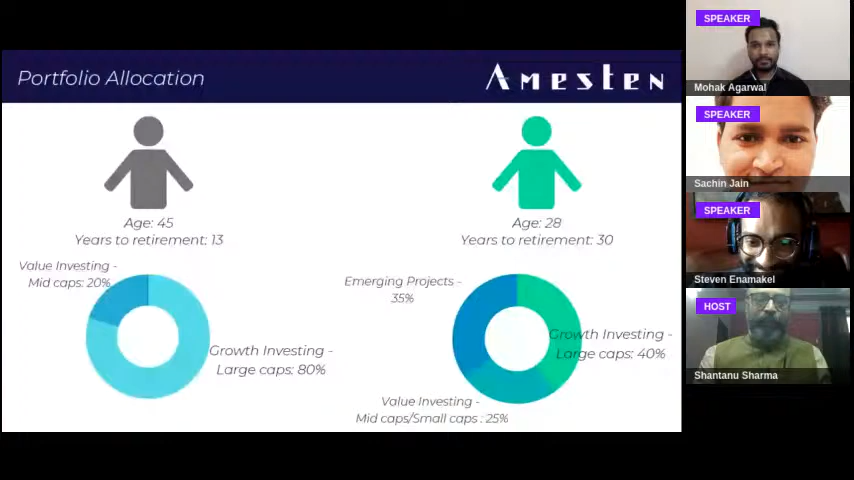 Portfolio Allocation
Amesten
Age: 45
Years to retirement: 13
Value Investing -
Mid caps: 20%
Growth Investing -
Large caps: 80%
Age: 28
Years to retirement: 30
Emerging Projects -
35%
Growth Investing -
Large caps: 40%
Value Investing -
Mid caps/Small caps : 25%
SPEAKER
Mohak Agarwal
SPEAKER
Sachin Jain
SPEAKER
Steven Enamakel
HOST
Shantanu Sharma